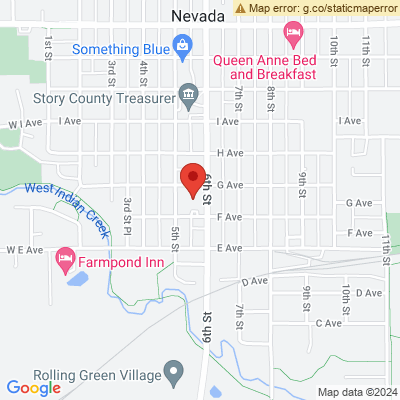 Map error: g.co/staticmaperror
Nevada
Something Blue
Queen Anne Bed
and Breakfast
1st St
3rd St
4th St
7th St
8th St
10th St
11th St
Story County Treasurer
W I Ave
I Ave
I Ave
H Ave
G Ave
West Indian Creek
3rd St Pl
6th St
9th St
G Ave
F Ave
F Ave
5th St
W E Ave
E Ave
11th St
Farmpond Inn
D Ave
D Ave
9th St
10th St
6th St
7th St
C Ave
Rolling Green Village
Google
Map data ©2024